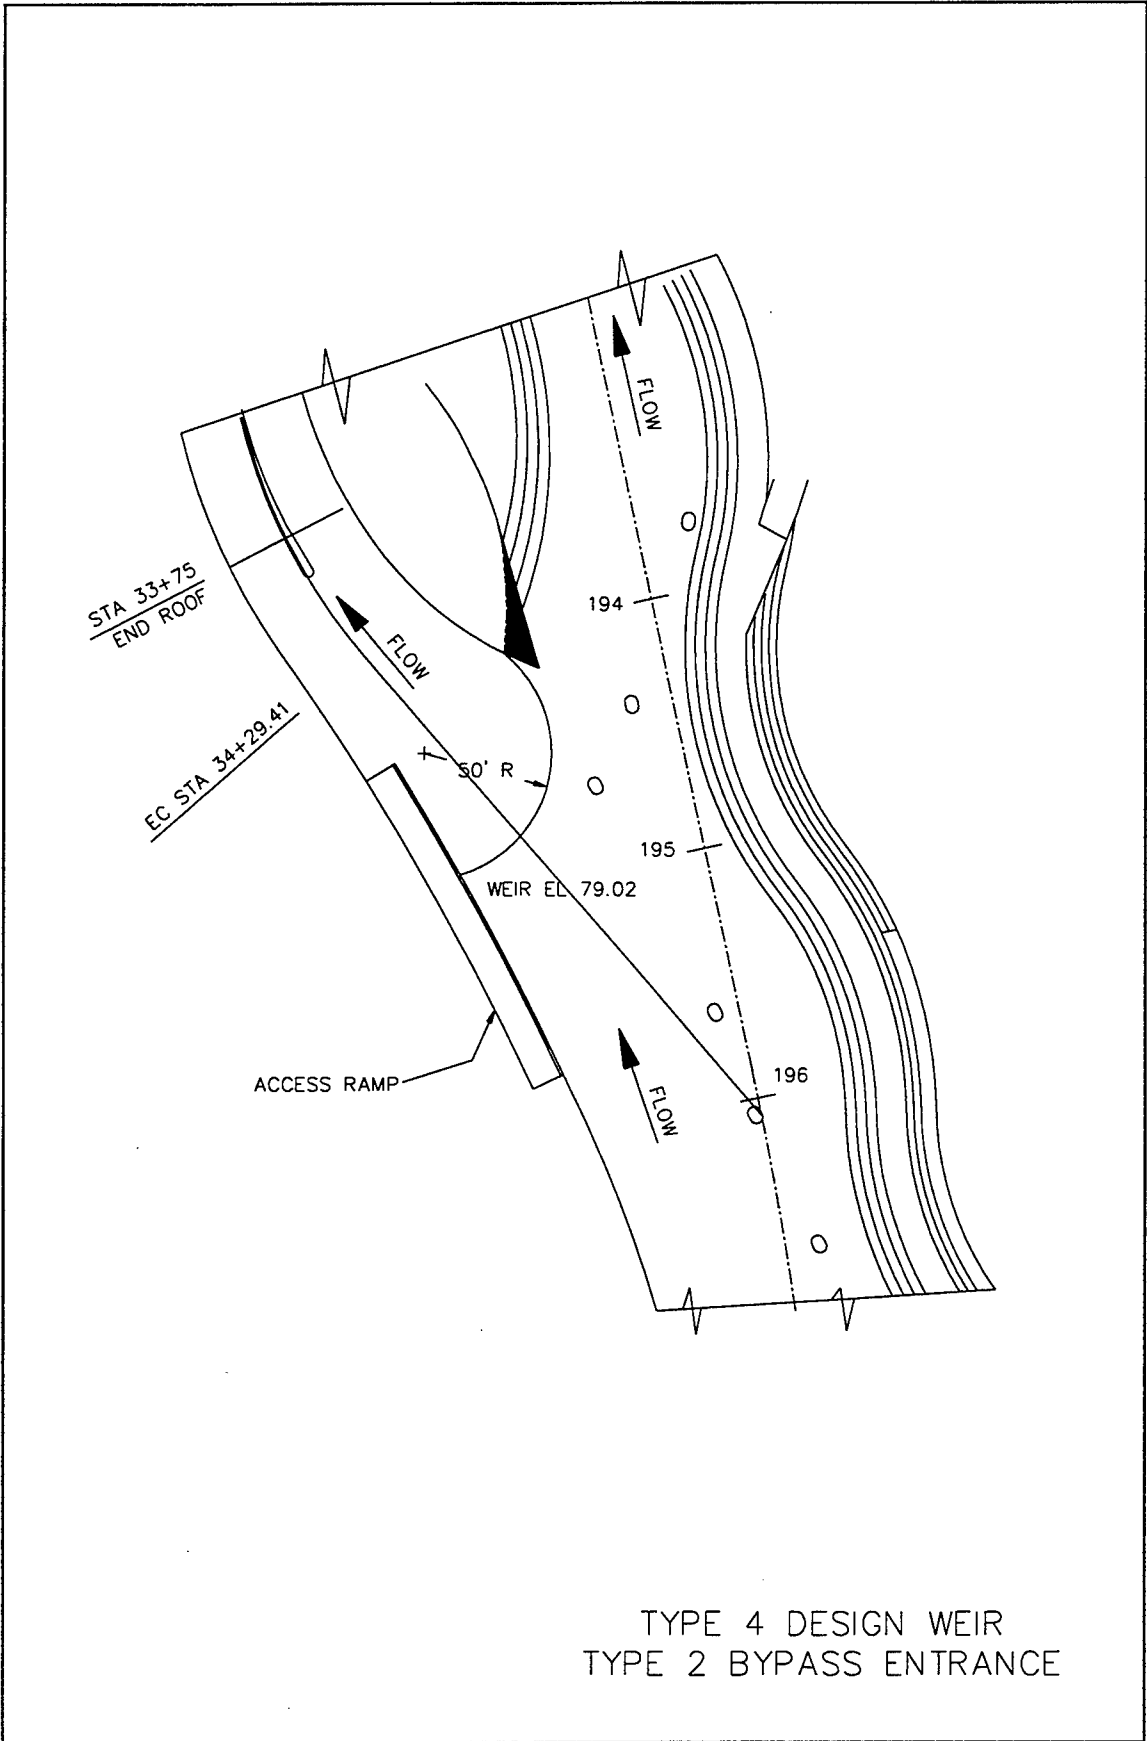 FLOW
STA 33+75
END ROOF
194
FLOW
EC STA 34+29.41
50' R
195
WEIR EL 79.02
196
ACCESS RAMP
FLOW
TYPE 4 DESIGN WEIR
TYPE 2 BYPASS ENTRANCE